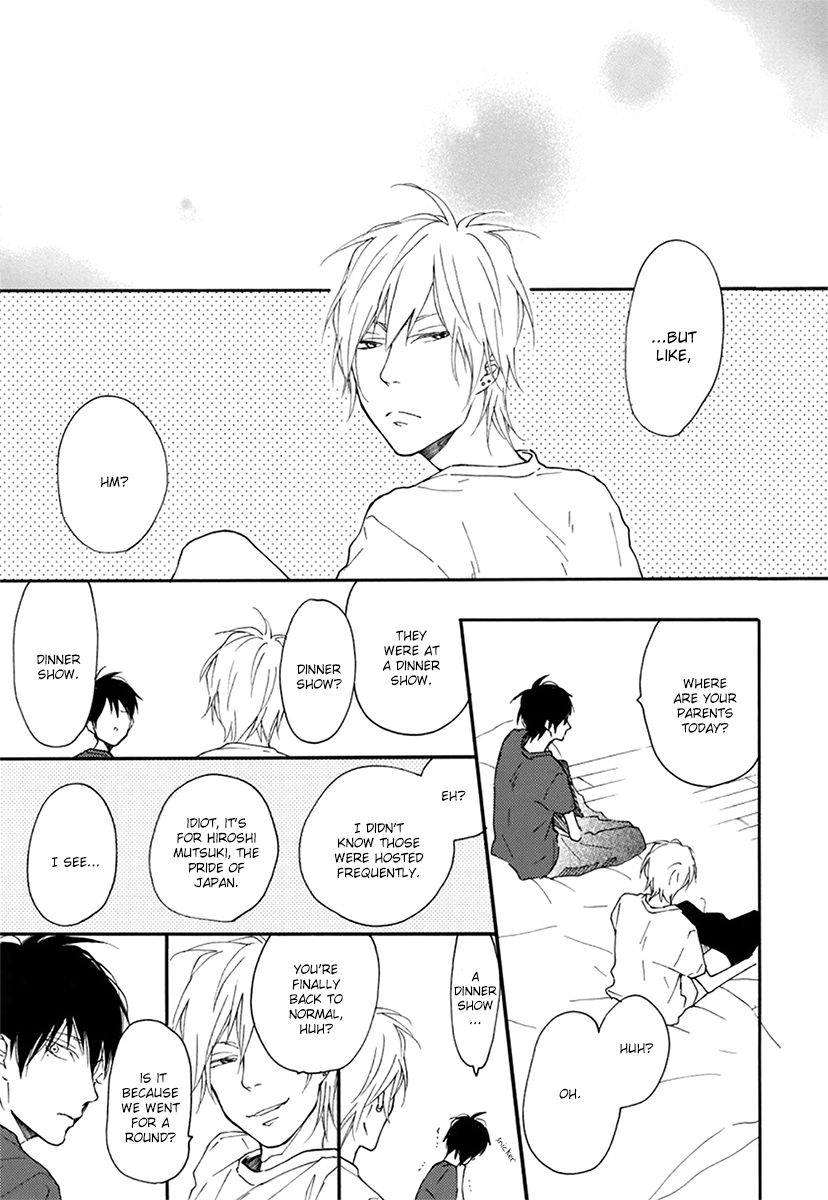 ...BUT
LIKE,
HM?
WHERE
ARE YOUR
PARENTS
TODAY?
HUH?
OH.
THEY
WERE AT
A DINNER
SHOW.
DINNER
SHOW?
DINNER
SHOW.
EH?
I DIDN'T
KNOW THOSE
WERE HOSTED
FREQUENTLY.
IDIOT, IT'S
FOR HIROSHI
MUTSUKI, THE
PRIDE OF
JAPAN.
I SEE...
A
DINNER
SHOW
...
snicker
YOU'RE
FINALLY
BACK TO
NORMAL,
HUH?
IS IT
BECAUSE
WE WENT
FOR A
ROUND?